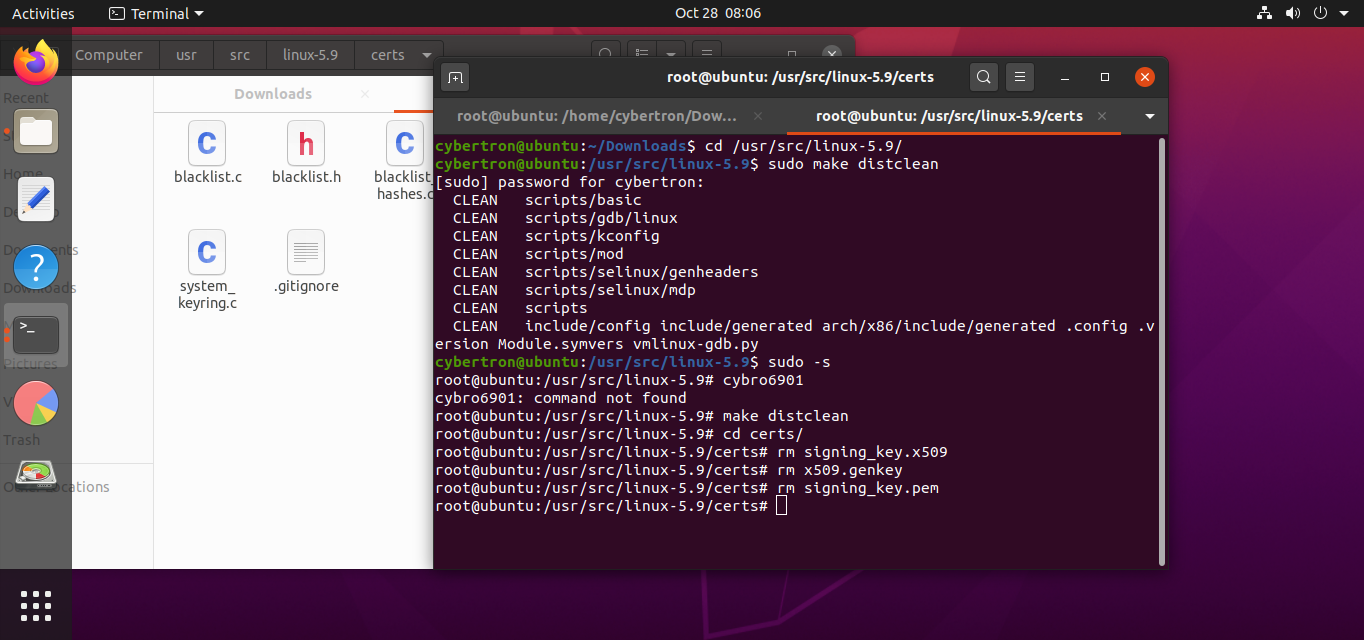 Activities
Terminal
Oct 28 08:06
Computer
usr
src
linux-5.9
certs
Recent
Home
Documents
Downloads
Pictures
Trash
Other Locations
Downloads
blacklist.c
blacklist.h
blacklist_
hashes.c
system_
keyring.c
.gitignore
root@ubuntu: /usr/src/linux-5.9/certs
root@ubuntu: /home/cybertron/Dow...
root@ubuntu: /usr/src/linux-5.9/certs
cybertron@ubuntu:~/Downloads$ cd /usr/src/linux-5.9/
cybertron@ubuntu:/usr/src/linux-5.9$ sudo make distclean
[sudo] password for cybertron:
  CLEAN   scripts/basic
  CLEAN   scripts/gdb/linux
  CLEAN   scripts/kconfig
  CLEAN   scripts/mod
  CLEAN   scripts/selinux/genheaders
  CLEAN   scripts/selinux/mdp
  CLEAN   scripts
  CLEAN   include/config include/generated arch/x86/include/generated .config .v
ersion Module.symvers vmlinux-gdb.py
cybertron@ubuntu:/usr/src/linux-5.9$ sudo -s
root@ubuntu:/usr/src/linux-5.9# cybro6901
cybro6901: command not found
root@ubuntu:/usr/src/linux-5.9# make distclean
root@ubuntu:/usr/src/linux-5.9# cd certs/
root@ubuntu:/usr/src/linux-5.9/certs# rm signing_key.x509
root@ubuntu:/usr/src/linux-5.9/certs# rm x509.genkey
root@ubuntu:/usr/src/linux-5.9/certs# rm signing_key.pem
root@ubuntu:/usr/src/linux-5.9/certs#